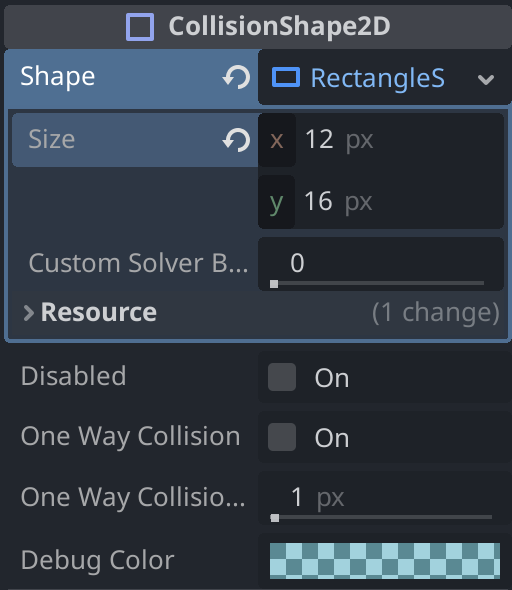 CollisionShape2D
Shape RectangleS
Size x 12 px
y 16 px
Custom Solver B... 0
Resource (1 change)
Disabled On
One Way Collision On
One Way Collisio... 1 px
Debug Color